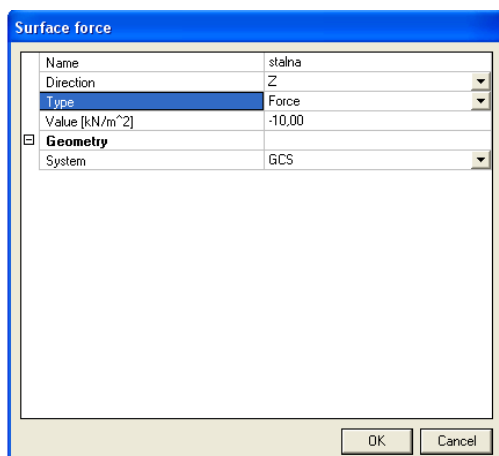 Surface force
Name stalna
Direction Z
Type Force
Value [kN/m^2] -10,00
Geometry
System GCS
OK Cancel